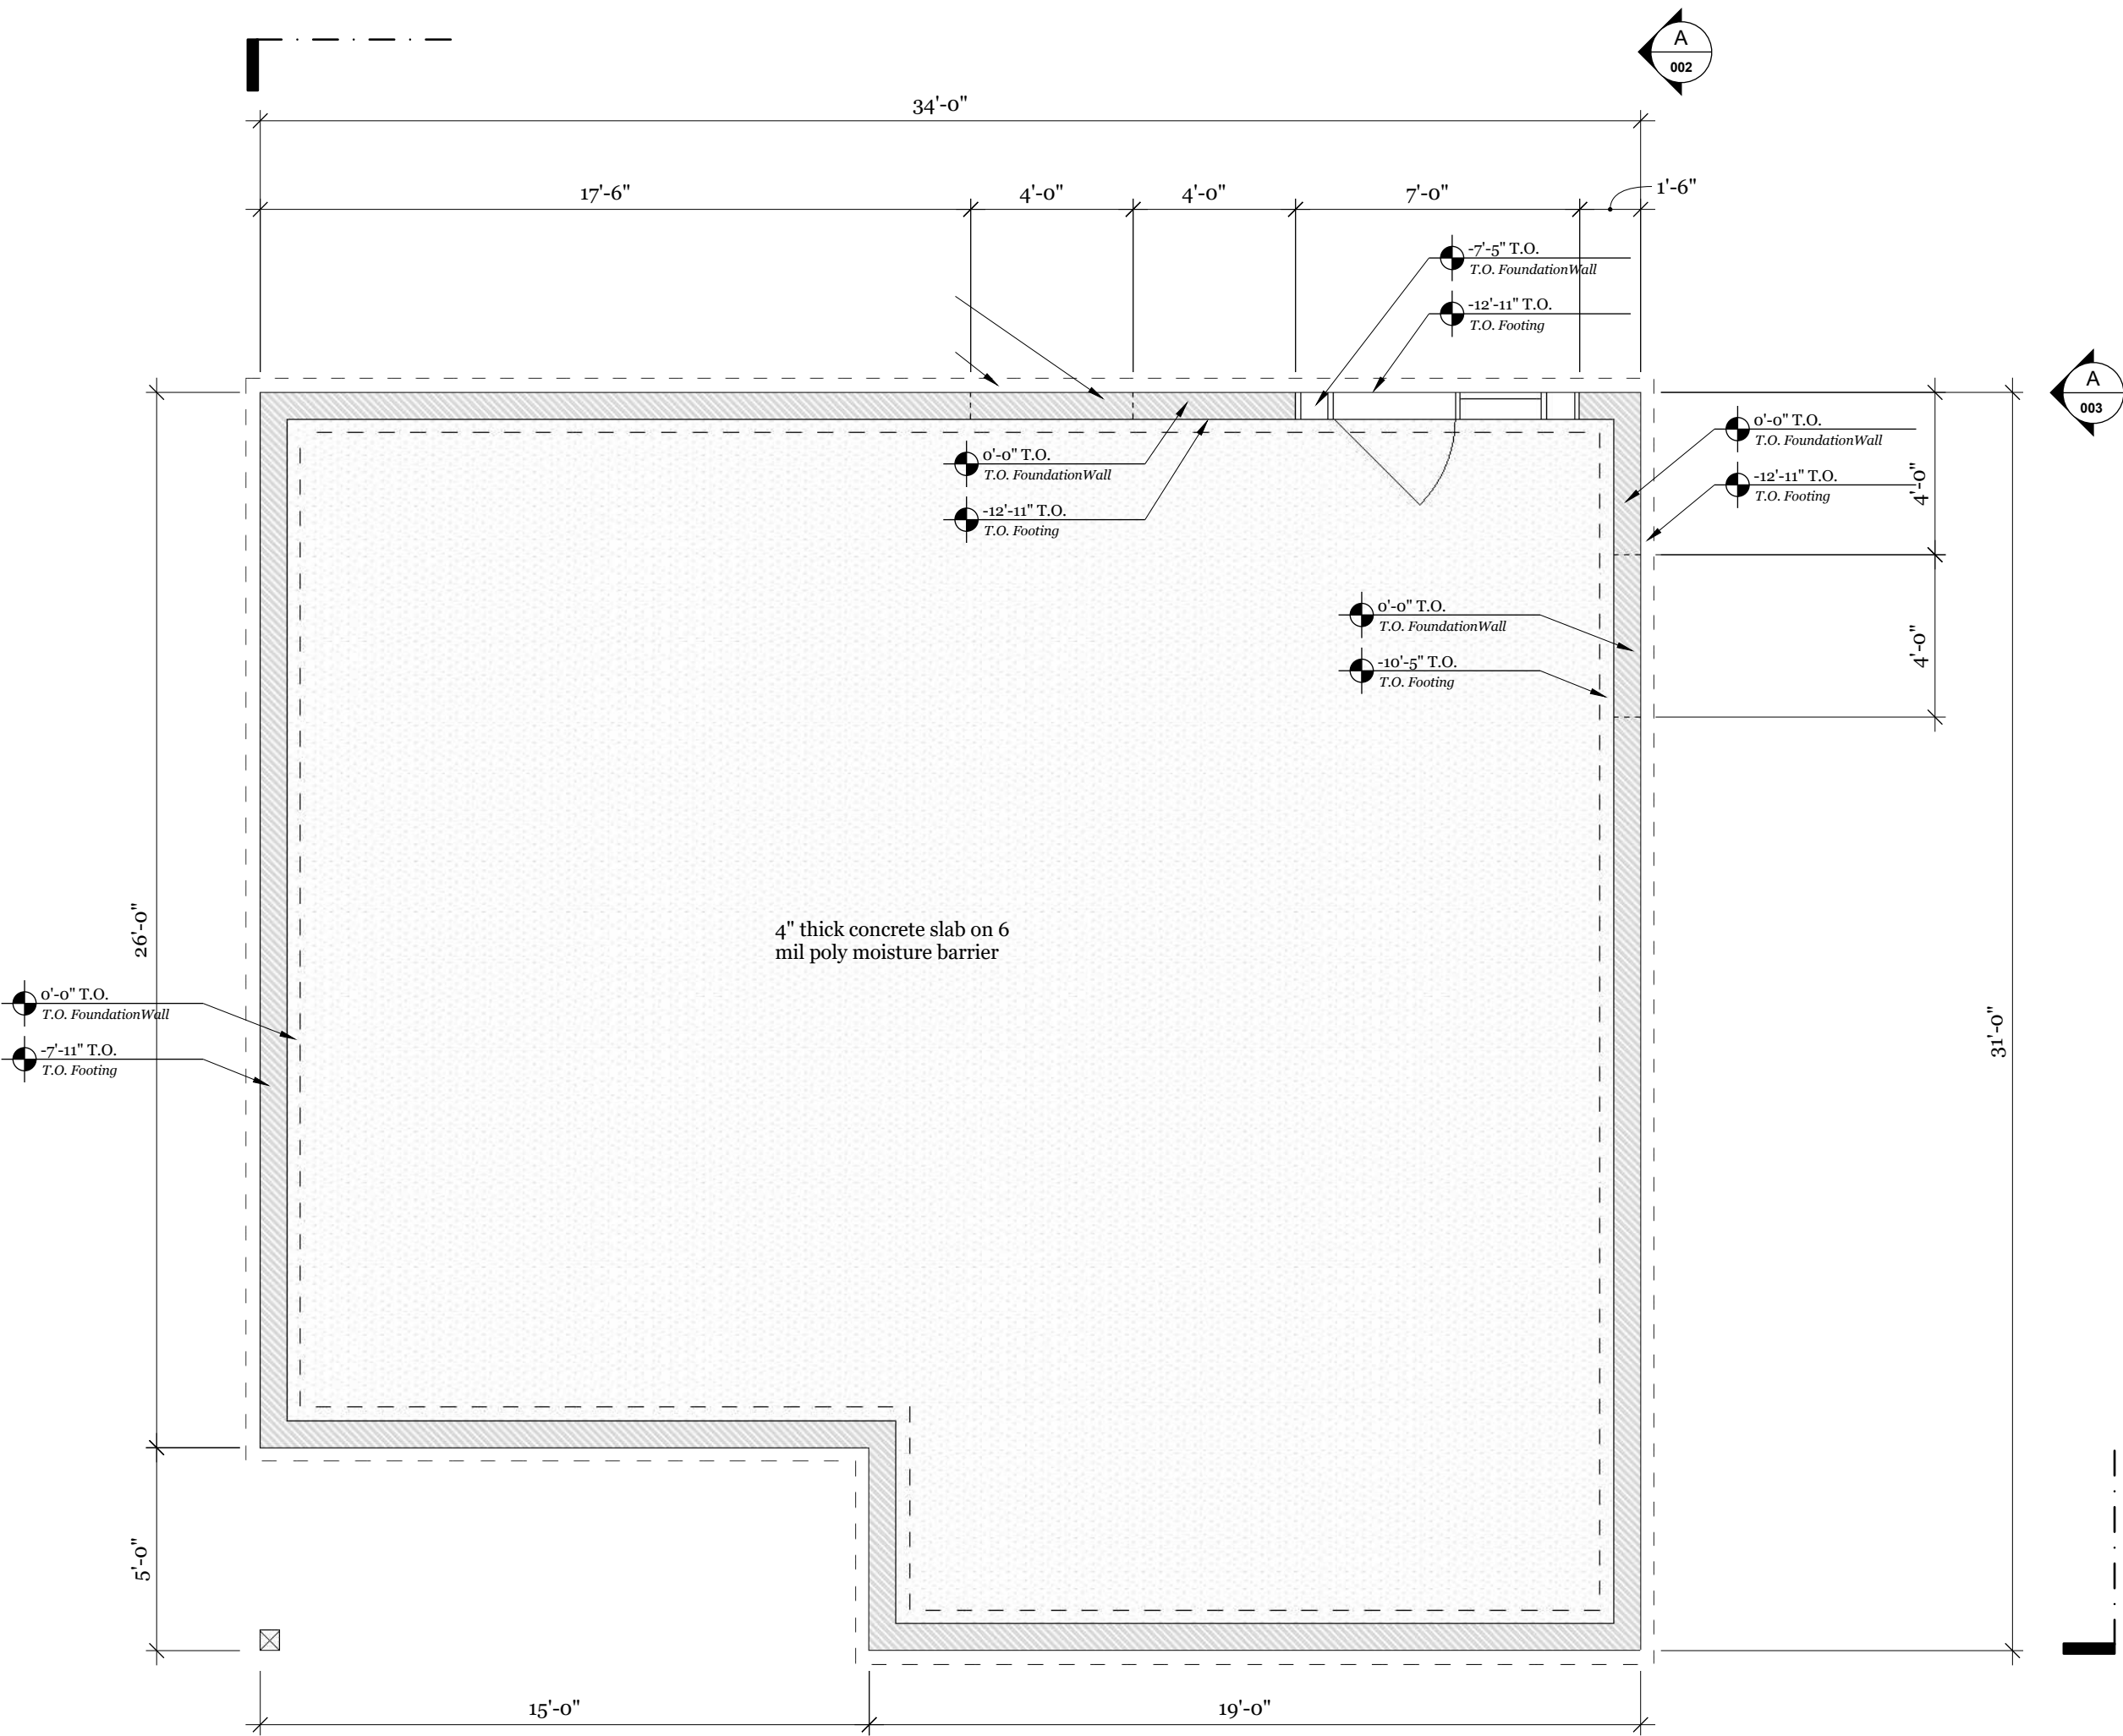 A
002
34'-0"
17'-6"
4'-0"
4'-0"
7'-0"
1'-6"
-7'-5" T.O.
T.O. FoundationWall
-12'-11" T.O.
T.O. Footing
A
003
0'-0" T.O.
T.O. FoundationWall
-12'-11" T.O.
T.O. Footing
4'-0"
0'-0" T.O.
T.O. FoundationWall
-12'-11" T.O.
T.O. Footing
0'-0" T.O.
T.O. FoundationWall
-10'-5" T.O.
T.O. Footing
4'-0"
26'-0"
4" thick concrete slab on 6
mil poly moisture barrier
0'-0" T.O.
T.O. FoundationWall
-7'-11" T.O.
T.O. Footing
31'-0"
5'-0"
15'-0"
19'-0"